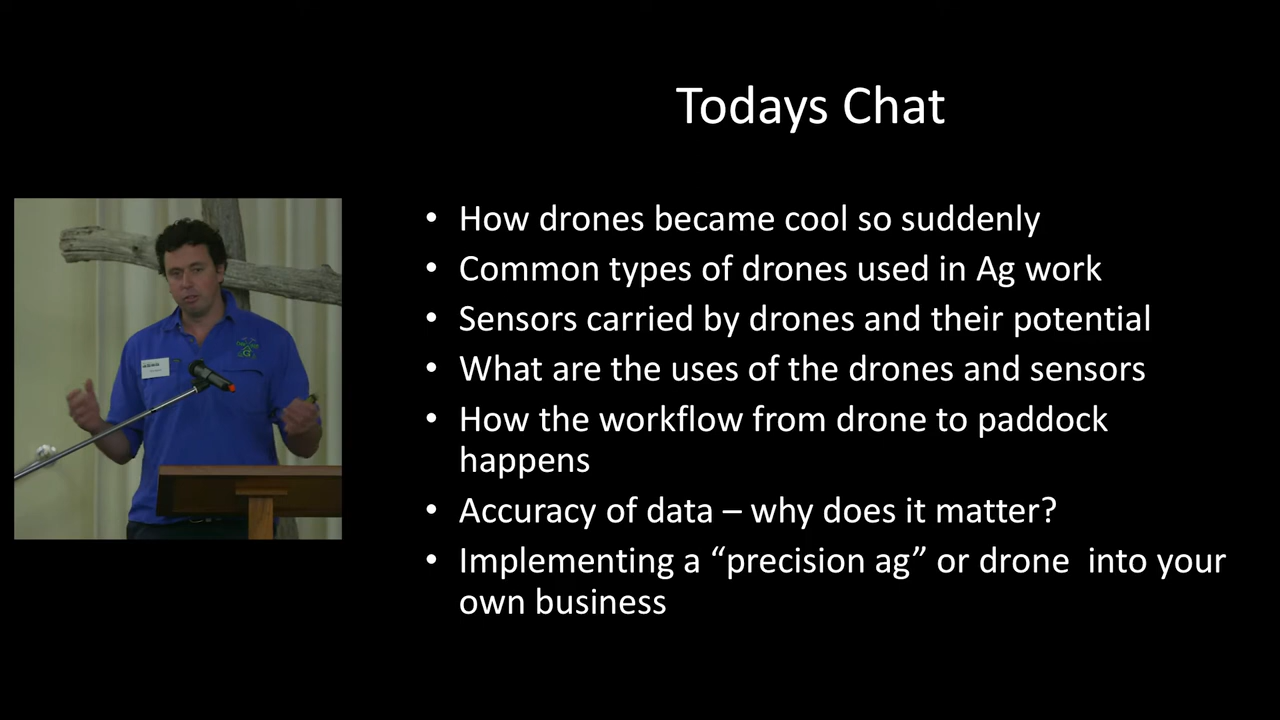 Todays Chat
• How drones became cool so suddenly
• Common types of drones used in Ag work
• Sensors carried by drones and their potential
• What are the uses of the drones and sensors
• How the workflow from drone to paddock
happens
• Accuracy of data – why does it matter?
• Implementing a “precision ag” or drone  into your
own business